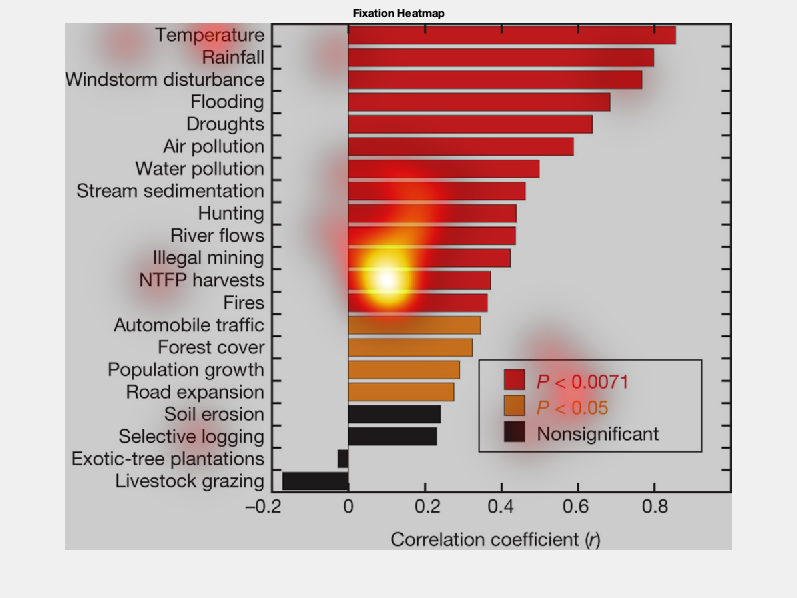 Fixation Heatmap
Temperature
Rainfall
Windstorm disturbance
Flooding
Droughts
Air pollution
Water pollution
Stream sedimentation
Hunting
River flows
Illegal mining
NTFP harvests
Fires
Automobile traffic
Forest cover
Population growth
Road expansion
Soil erosion
Selective logging
Exotic-tree plantations
Livestock grazing
P < 0.0071
P < 0.05
Nonsignificant
−0.2 0 0.2 0.4 0.6 0.8
Correlation coefficient (r)